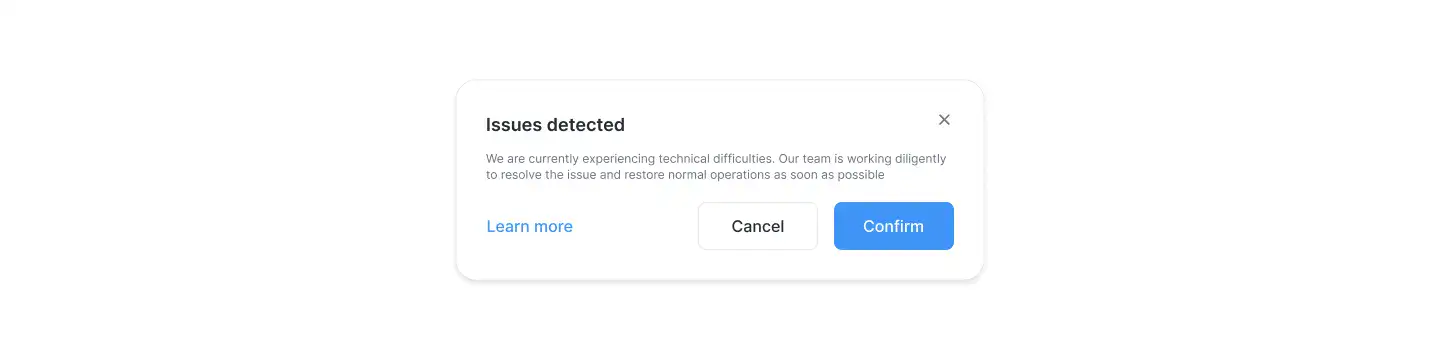 Issues detected
We are currently experiencing technical difficulties. Our team is working diligently
to resolve the issue and restore normal operations as soon as possible
Learn more
Cancel
Confirm